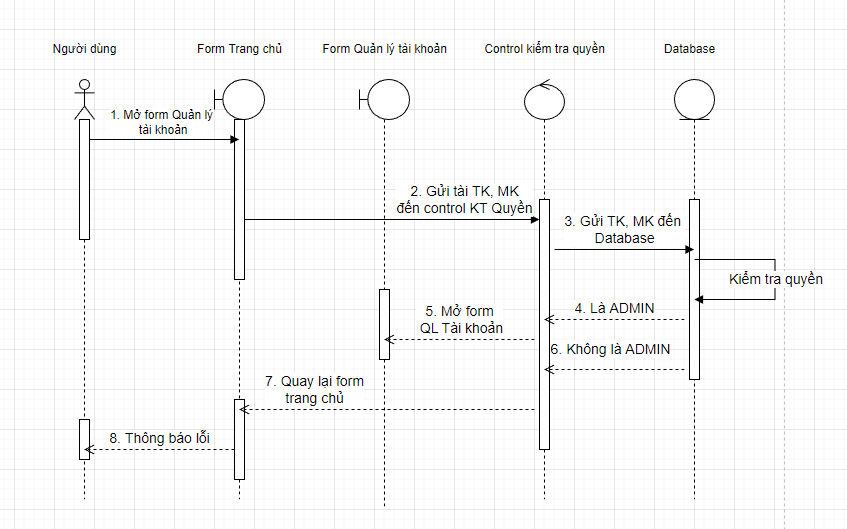 Người dùng
Form Trang chủ
Form Quản lý tài khoản
Control kiểm tra quyền
Database
1. Mở form Quản lý
tài khoản
2. Gửi tài TK, MK
đến control KT Quyền
3. Gửi TK, MK đến
Database
Kiểm tra quyền
4. Là ADMIN
5. Mở form
QL Tài khoản
6. Không là ADMIN
7. Quay lại form
trang chủ
8. Thông báo lỗi